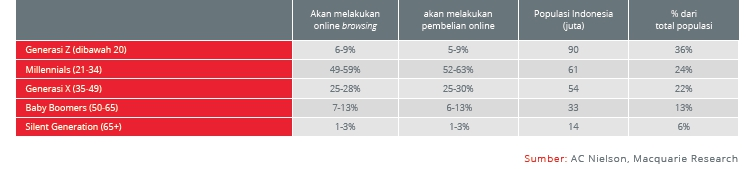 Akan melakukan online browsing akan melakukan pembelian online Populasi Indonesia (juta) % dari total populasi
Generasi Z (dibawah 20) 6-9% 5-9% 90 36%
Millennials (21-34) 49-59% 52-63% 61 24%
Generasi X (35-49) 25-28% 25-30% 54 22%
Baby Boomers (50-65) 7-13% 6-13% 33 13%
Silent Generation (65+) 1-3% 1-3% 14 6%
Sumber: AC Nielson, Macquarie Research